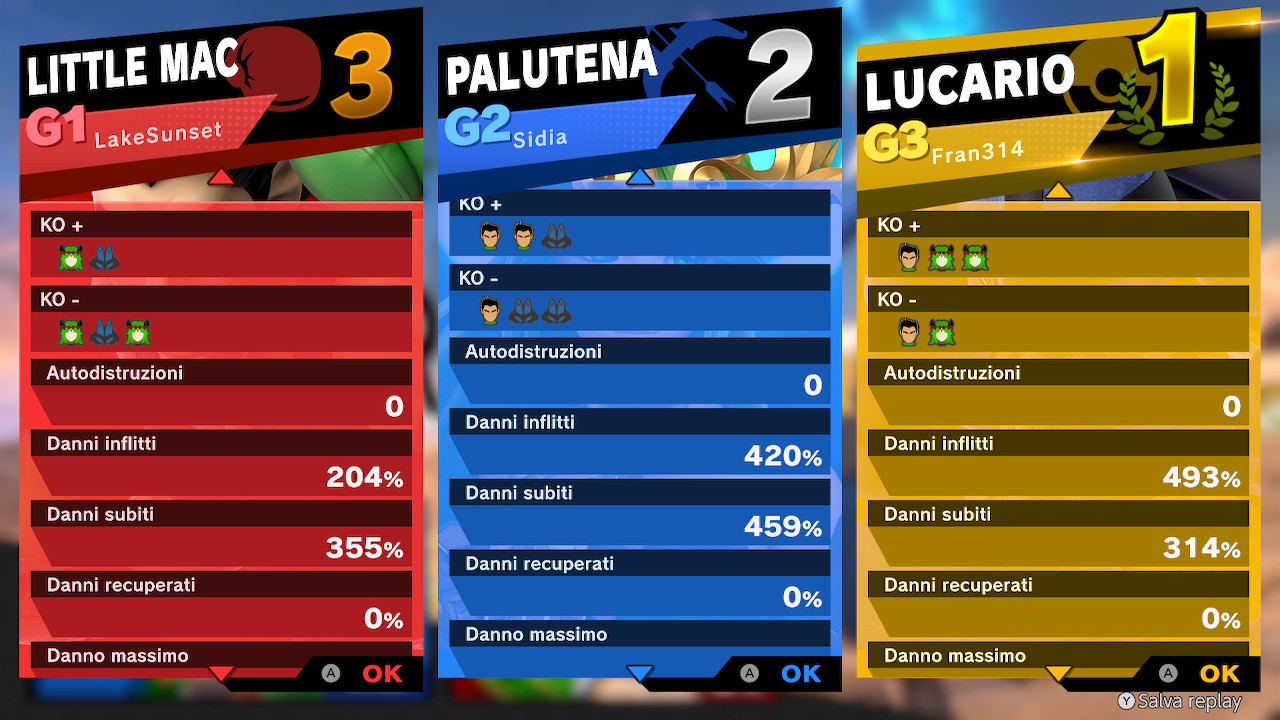 LITTLE MAC
3
G1 LakeSunset
KO +
KO -
Autodistruzioni
0
Danni inflitti
204%
Danni subiti
355%
Danni recuperati
0%
Danno massimo
A OK
PALUTENA
2
G2 Sidia
KO +
KO -
Autodistruzioni
0
Danni inflitti
420%
Danni subiti
459%
Danni recuperati
0%
Danno massimo
A OK
LUCARIO
1
G3 Fran314
KO +
KO -
Autodistruzioni
0
Danni inflitti
493%
Danni subiti
314%
Danni recuperati
0%
Danno massimo
A OK
Y Salva replay